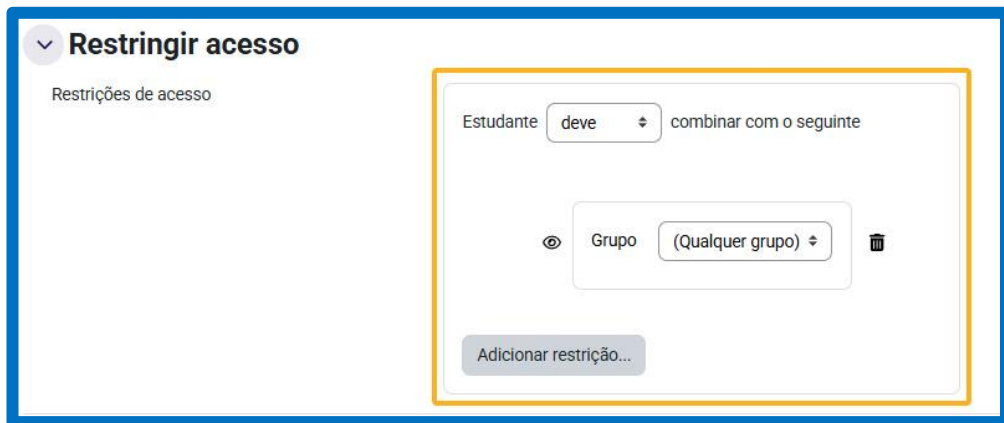 Restringir acesso
Restrições de acesso
Estudante deve combinar com o seguinte
Grupo (Qualquer grupo)
Adicionar restrição...